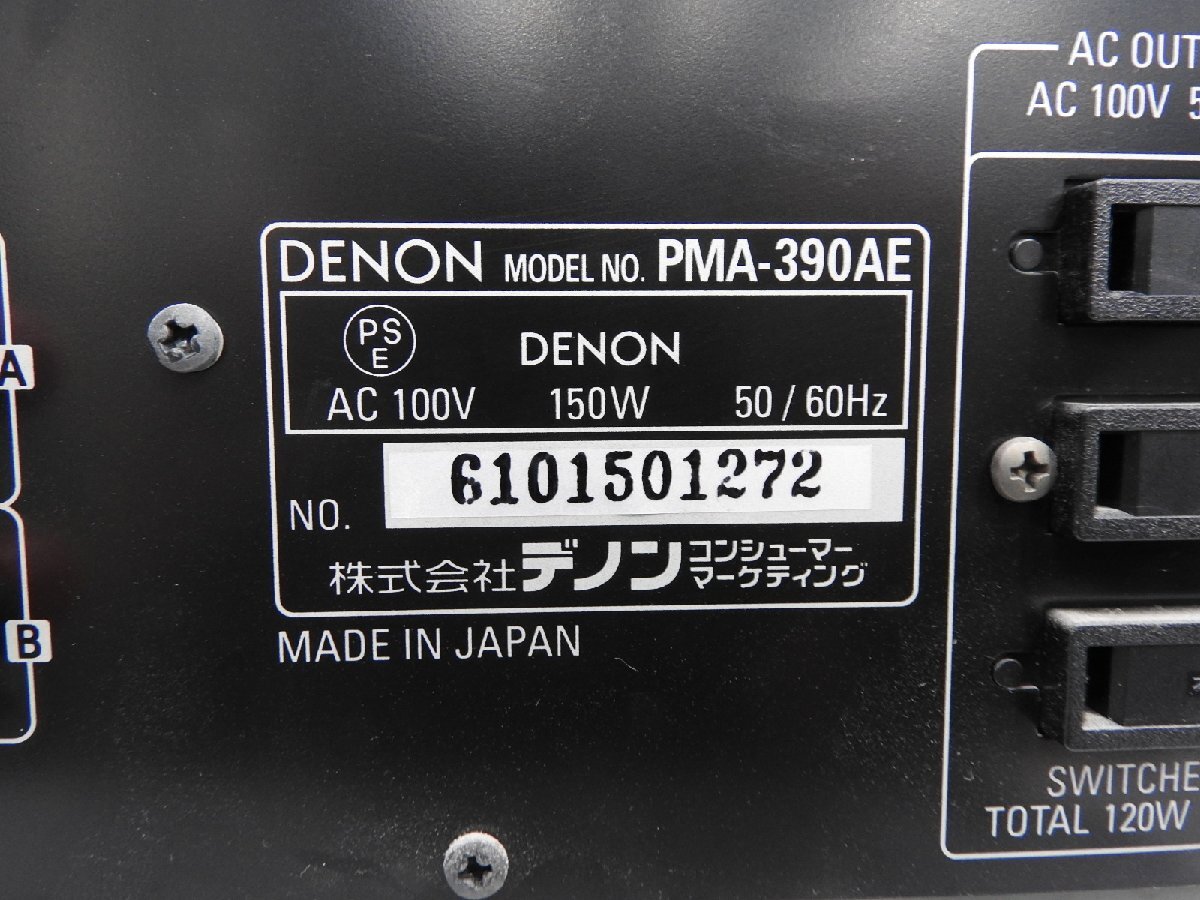 AC OUT
AC 100V 5
DENON MODEL NO. PMA-390AE
PS
E
DENON
AC 100V 150W 50 / 60Hz
NO. 6101501272
株式会社デノン コンシューマー
マーケティング
MADE IN JAPAN
A
B
SWITCHE
TOTAL 120W